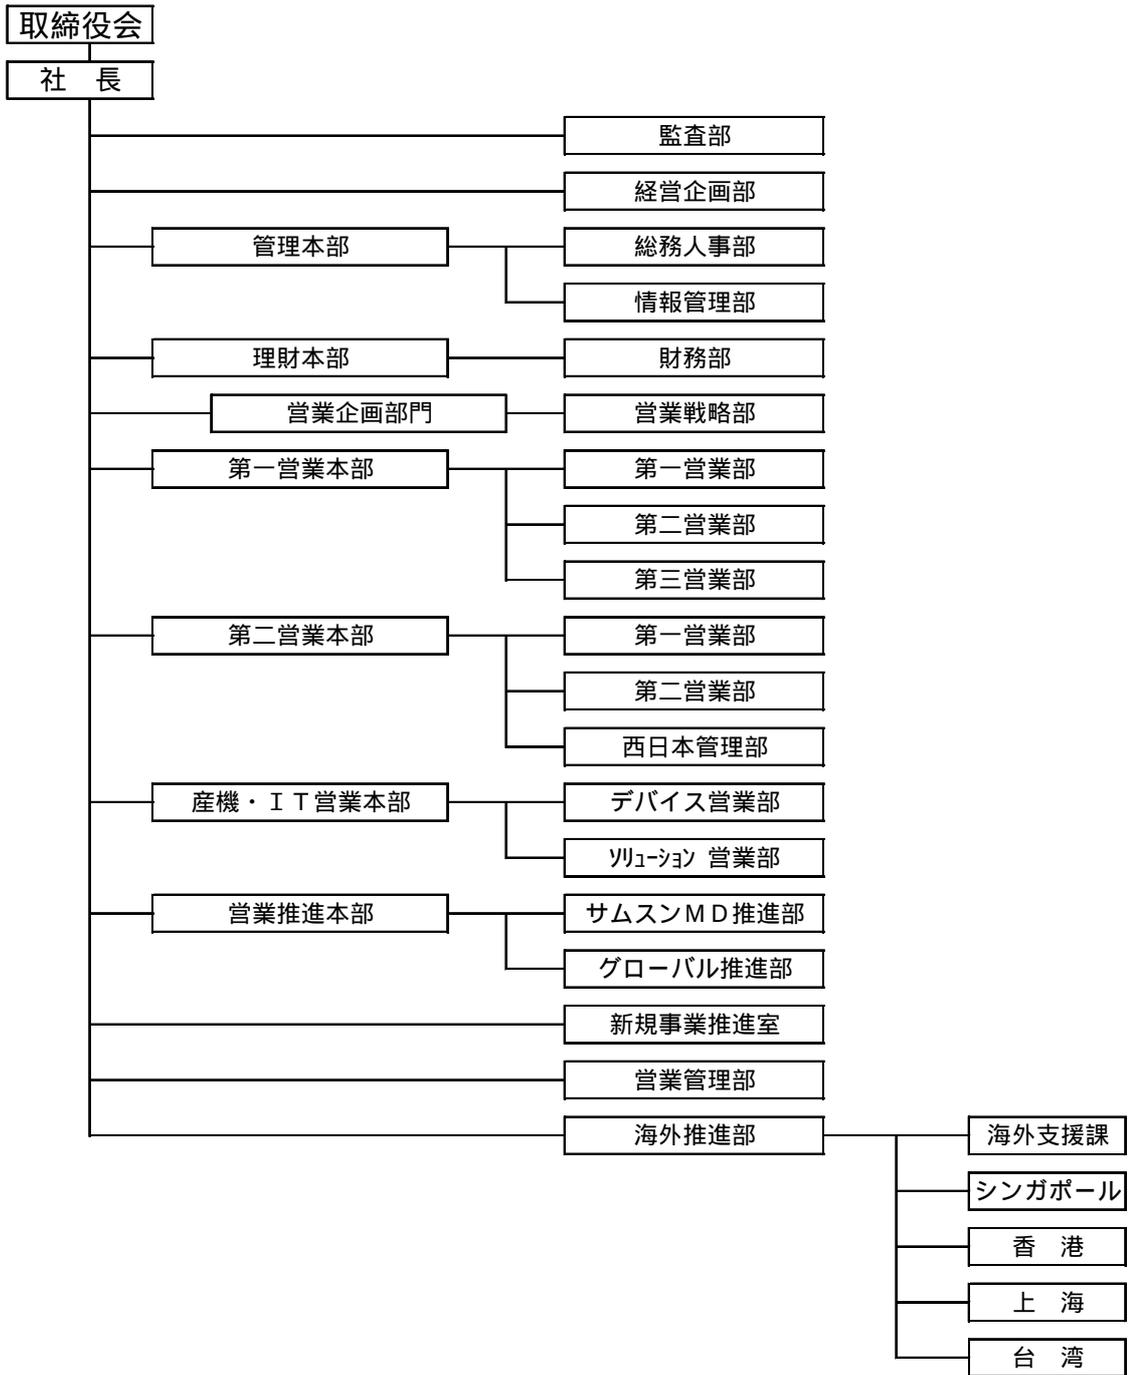 取締役会
社　長
監査部
経営企画部
管理本部
総務人事部
情報管理部
理財本部
財務部
営業企画部門
営業戦略部
第一営業本部
第一営業部
第二営業部
第三営業部
第二営業本部
第一営業部
第二営業部
西日本管理部
産機・ＩＴ営業本部
デバイス営業部
ｿﾘｭｰｼｮﾝ 営業部
営業推進本部
サムスンＭＤ推進部
グローバル推進部
新規事業推進室
営業管理部
海外推進部
海外支援課
シンガポール
香　港
上　海
台　湾